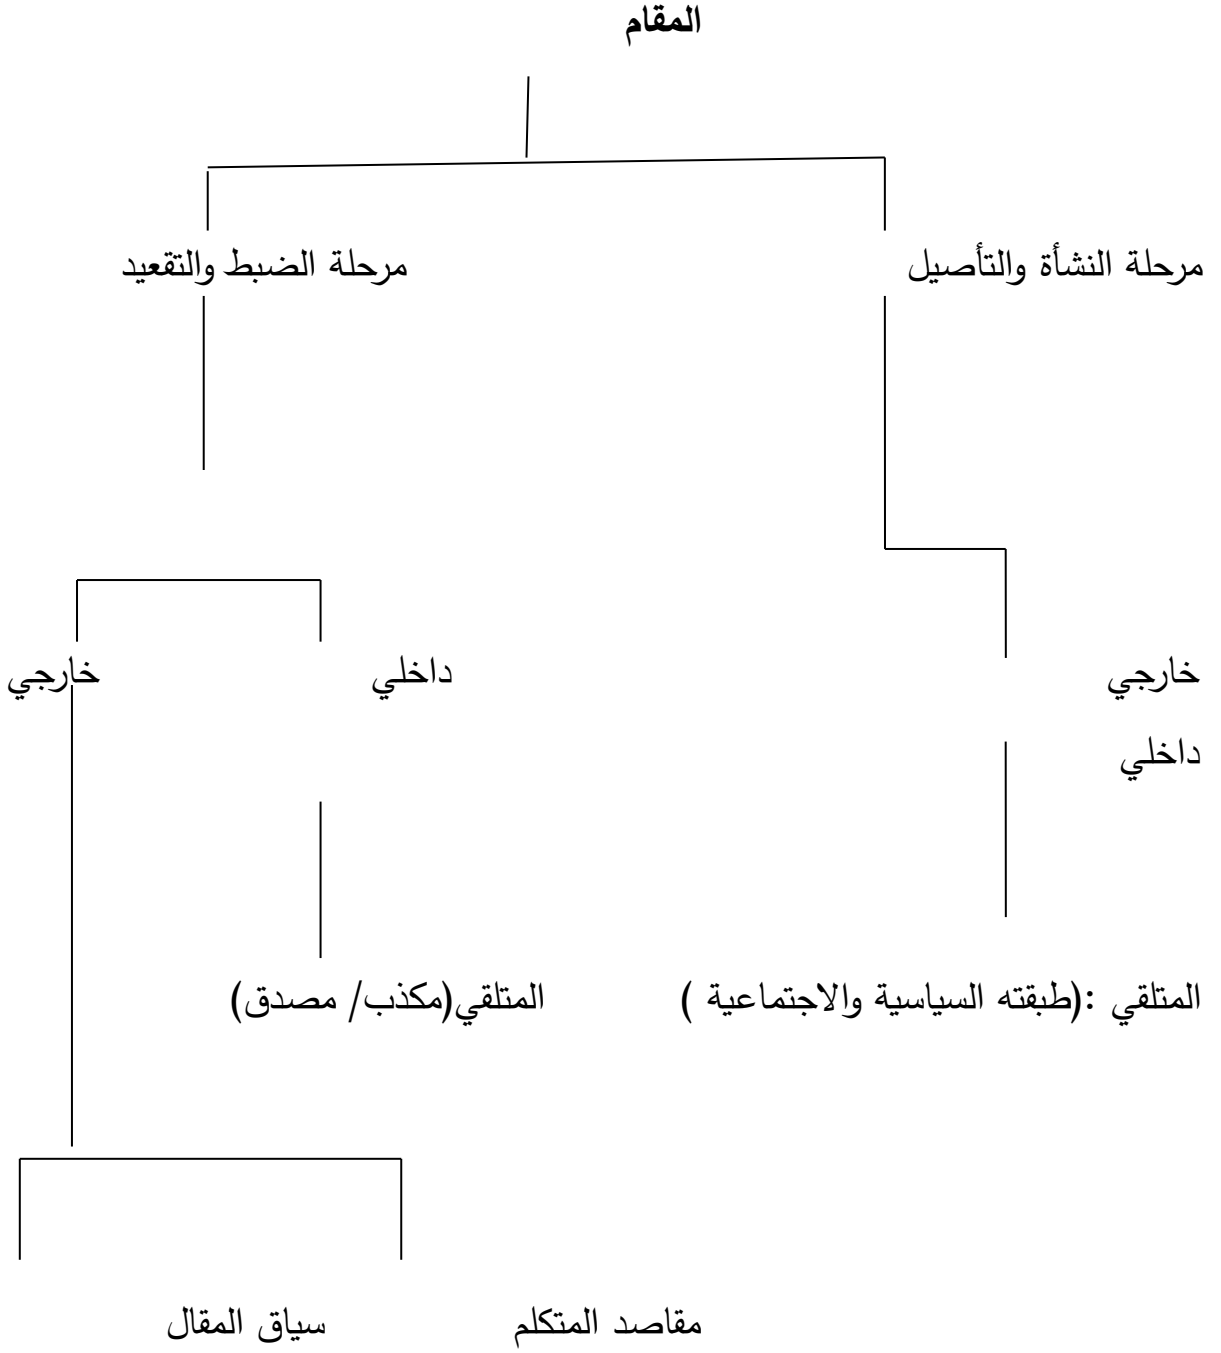 المقام
مرحلة النشأة والتأصيل مرحلة الضبط والتقعيد
خارجي داخلي خارجي
داخلي
المتلقي :(طبقته السياسية والاجتماعية ) المتلقي(مكذب/ مصدق)
مقاصد المتكلم سياق المقال